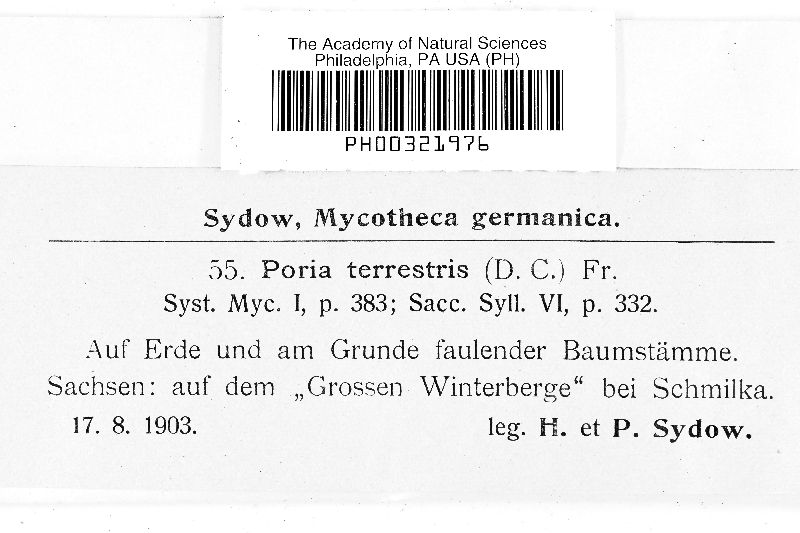 The Academy of Natural Sciences
Philadelphia, PA USA (PH)
PH00321976
Sydow, Mycotheca germanica.
55. Poria terrestris (D. C.) Fr.
Syst. Myc. I, p. 383; Sacc. Syll. VI, p. 332.
Auf Erde und am Grunde faulender Baumstämme.
Sachsen: auf dem „Grossen Winterberge“ bei Schmilka.
17. 8. 1903. leg. H. et P. Sydow.